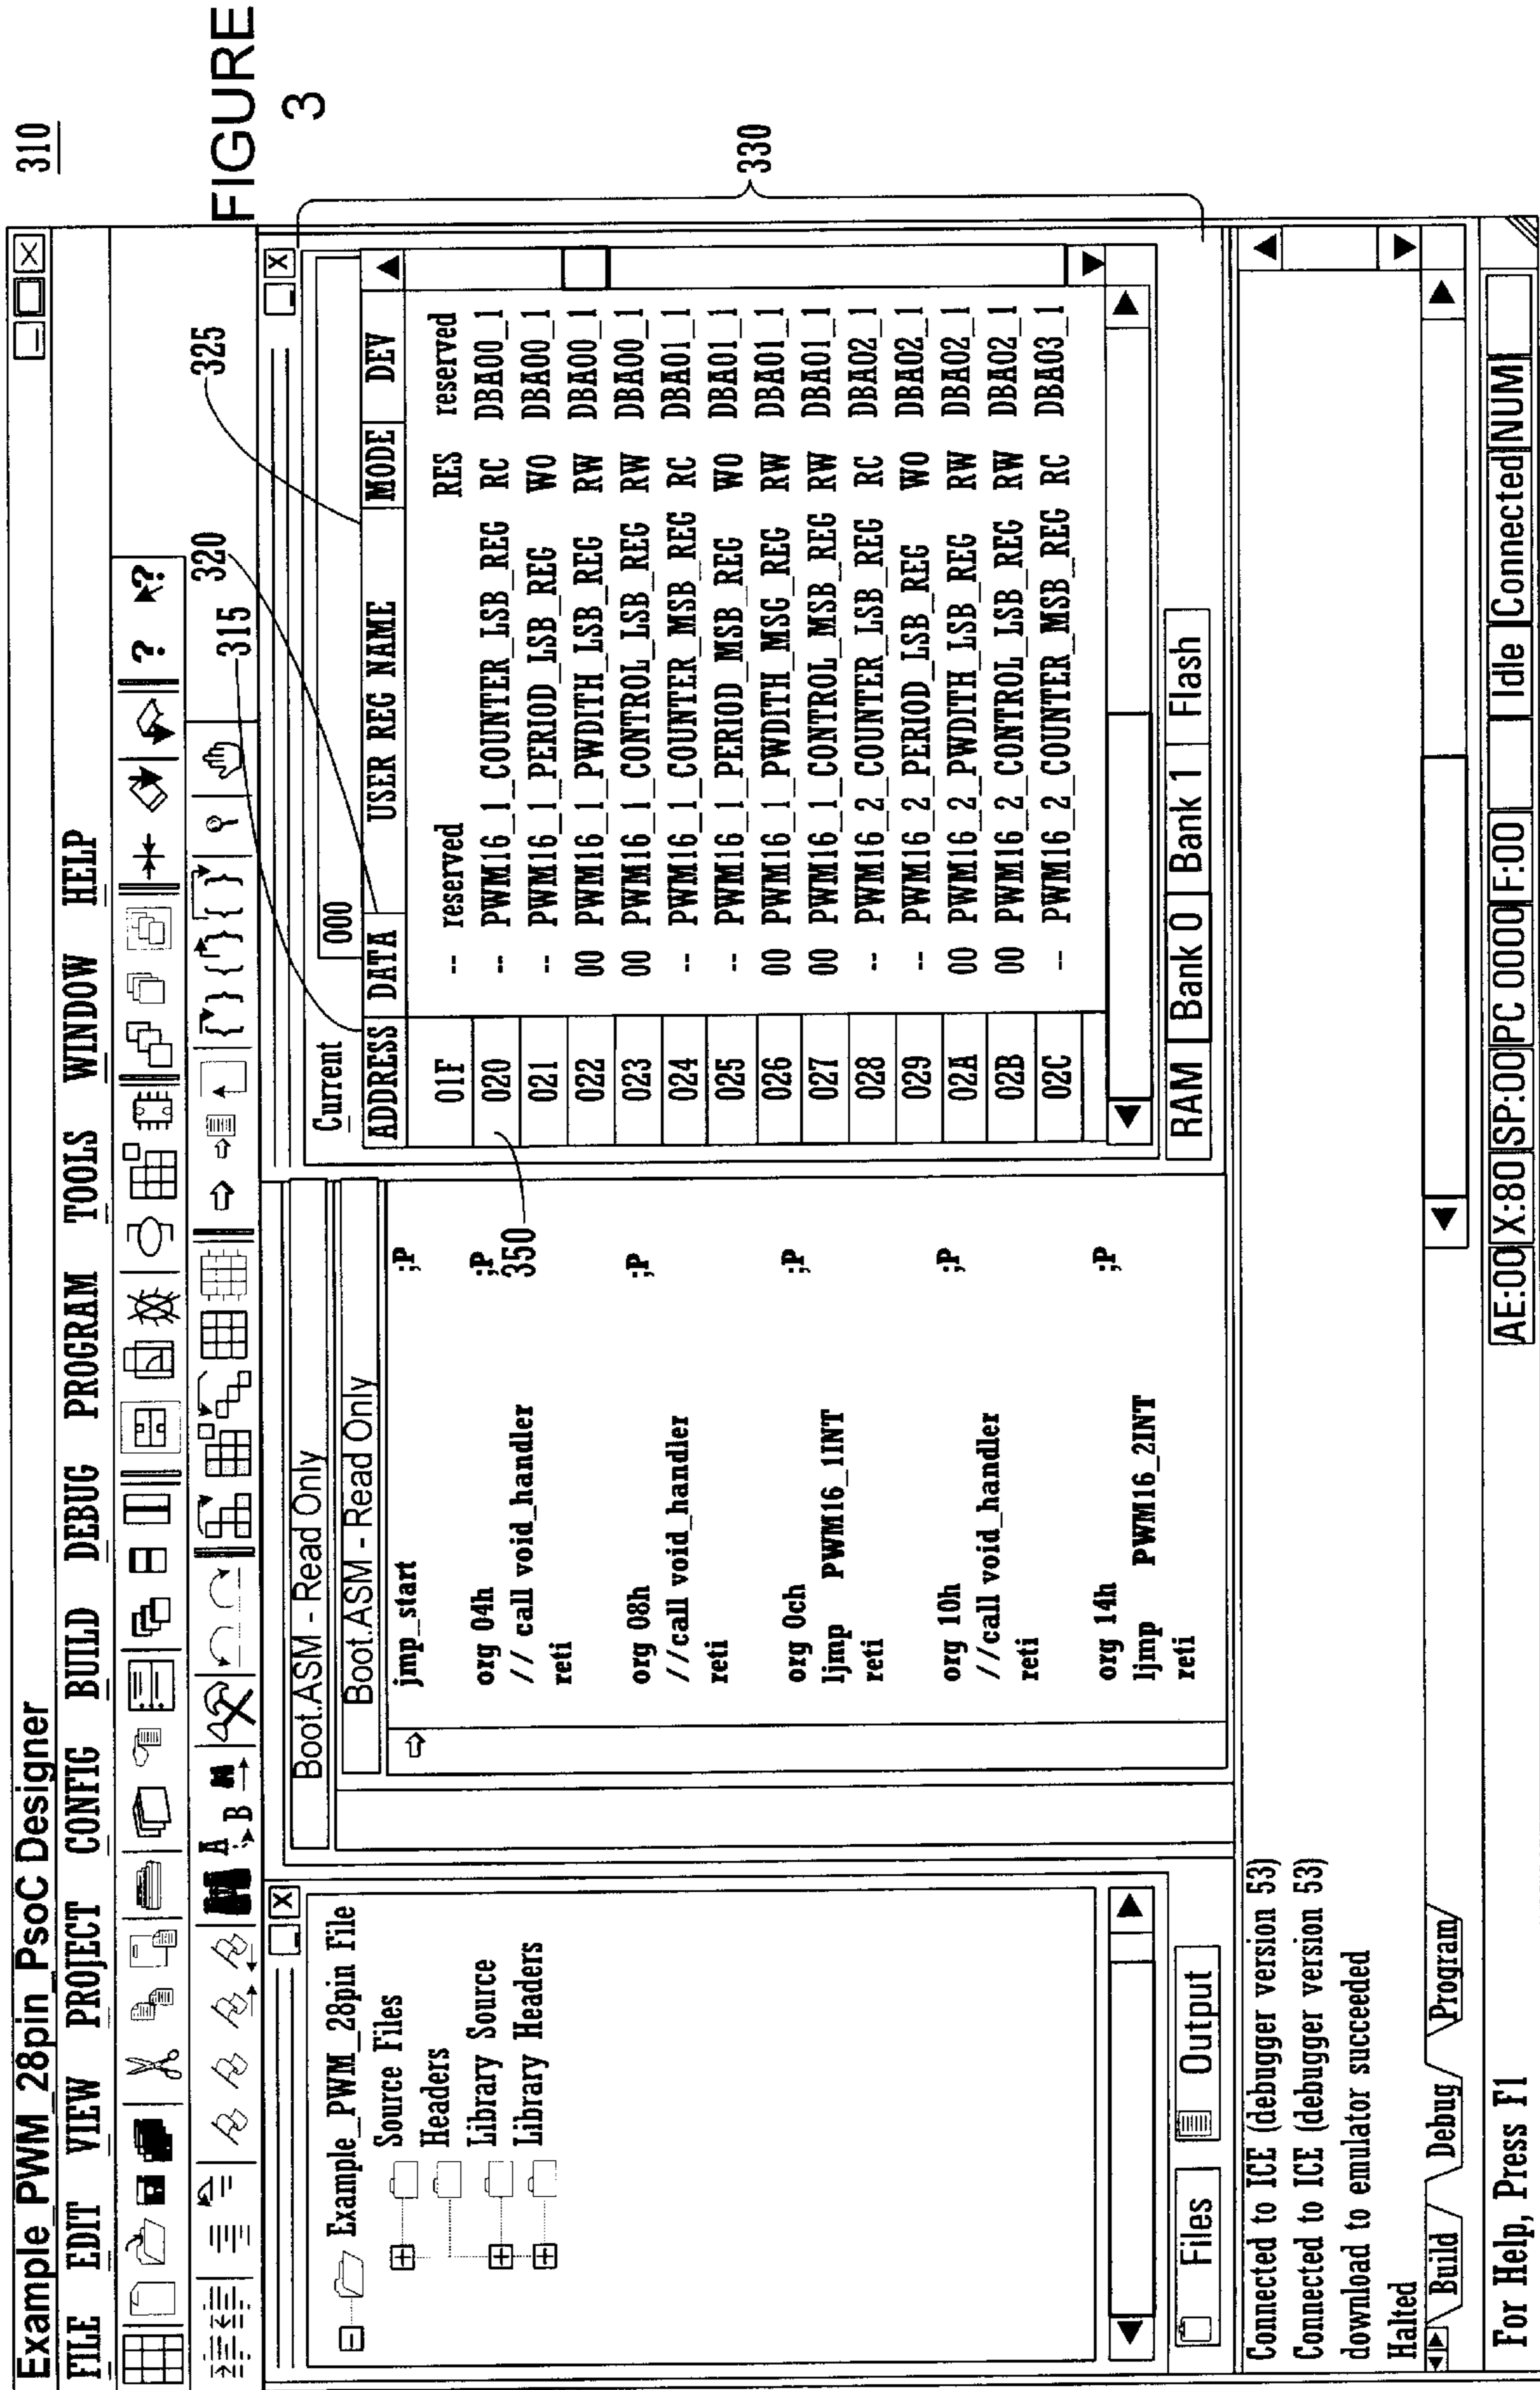 310
FIGURE
3
Example_PWM_28pin_PsoC Designer
FILE EDIT VIEW PROJECT CONFIG BUILD DEBUG PROGRAM TOOLS WINDOW HELP
? ?
A B
315
320
325
330
350
Example_PWM_28pin File
Source Files
Headers
Library Source
Library Headers
Files Output
Boot.ASM - Read Only
Boot.ASM - Read Only
jmp_start ;P
org 04h ;P
// call void_handler
reti
org 08h ;P
//call void_handler
reti
org 0ch ;P
ljmp PWM16_1INT
reti
org 10h ;P
//call void_handler
reti
org 14h ;P
ljmp PWM16_2INT
reti
Current 000
ADDRESS DATA USER REG NAME MODE DEV
01F -- reserved RES reserved
020 -- PWM16_1_COUNTER_LSB_REG RC DBA00_1
021 -- PWM16_1_PERIOD_LSB_REG WO DBA00_1
022 00 PWM16_1_PWDITH_LSB_REG RW DBA00_1
023 00 PWM16_1_CONTROL_LSB_REG RW DBA00_1
024 -- PWM16_1_COUNTER_MSB_REG RC DBA01_1
025 -- PWM16_1_PERIOD_MSB_REG WO DBA01_1
026 00 PWM16_1_PWDITH_MSG_REG RW DBA01_1
027 00 PWM16_1_CONTROL_MSB_REG RW DBA01_1
028 -- PWM16_2_COUNTER_LSB_REG RC DBA02_1
029 -- PWM16_2_PERIOD_LSB_REG WO DBA02_1
02A 00 PWM16_2_PWDITH_LSB_REG RW DBA02_1
02B 00 PWM16_2_CONTROL_LSB_REG RW DBA02_1
02C -- PWM16_2_COUNTER_MSB_REG RC DBA03_1
RAM Bank 0 Bank 1 Flash
Connected to ICE (debugger version 53)
Connected to ICE (debugger version 53)
download to emulator succeeded
Halted
Build Debug Program
For Help, Press F1 AE:00 X:80 SP:00 PC 0000 F:00 Idle Connected NUM